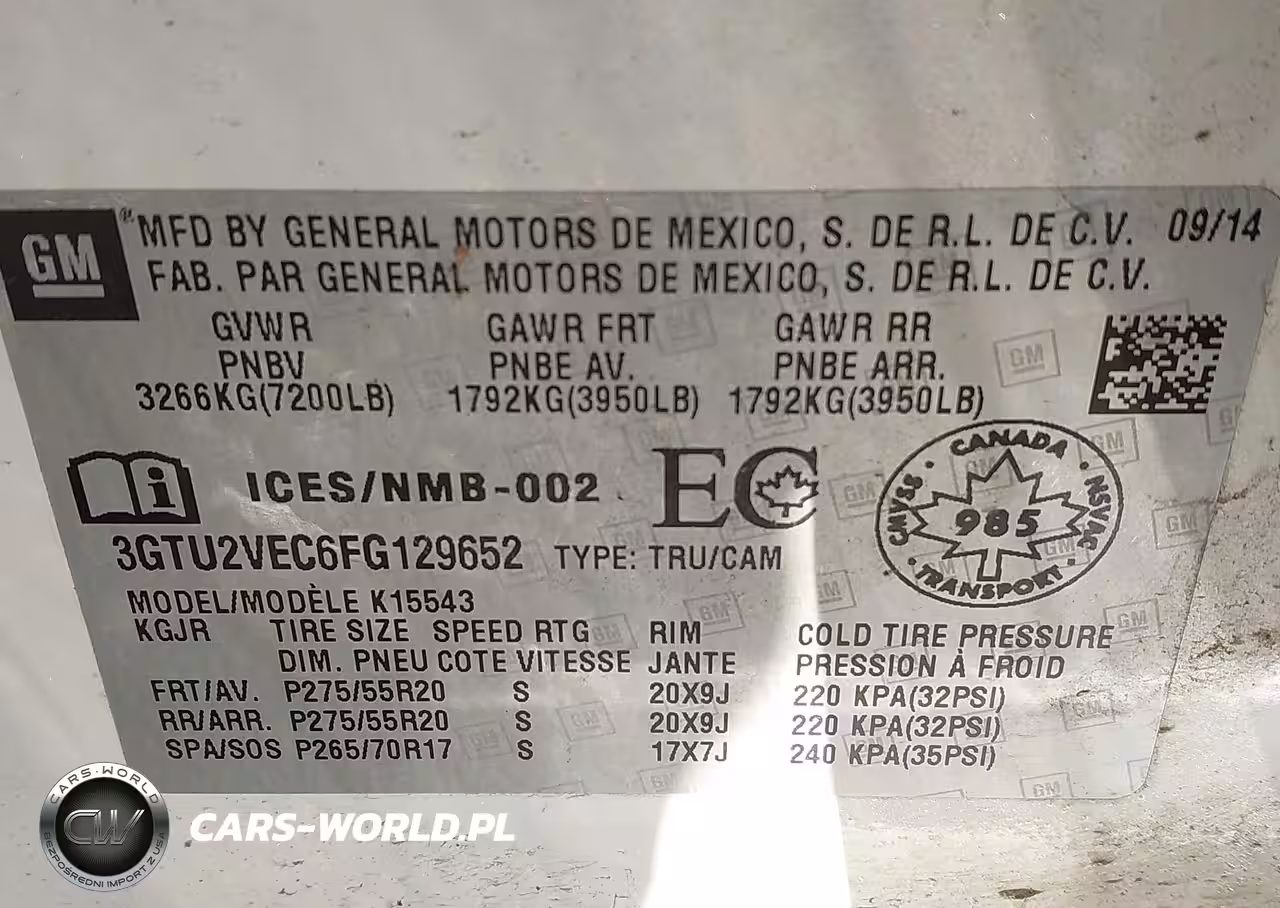 GM
MFD BY GENERAL MOTORS DE MEXICO, S. DE R.L. DE C.V. 09/14
FAB. PAR GENERAL MOTORS DE MEXICO, S. DE R.L. DE C.V.
GVWR GAWR FRT GAWR RR
PNBV PNBE AV. PNBE ARR.
3266KG(7200LB) 1792KG(3950LB) 1792KG(3950LB)
i ICES/NMB-002 EC
CANADA
CMVSS 985 NSVAC
TRANSPORT
3GTU2VEC6FG129652 TYPE: TRU/CAM
MODEL/MODÈLE K15543
KGJR TIRE SIZE SPEED RTG RIM COLD TIRE PRESSURE
DIM. PNEU COTE VITESSE JANTE PRESSION À FROID
FRT/AV. P275/55R20 S 20X9J 220 KPA(32PSI)
RR/ARR. P275/55R20 S 20X9J 220 KPA(32PSI)
SPA/SOS P265/70R17 S 17X7J 240 KPA(35PSI)
CARS-WORLD
CW
BEZPOŚREDNI IMPORT Z USA
CARS-WORLD.PL